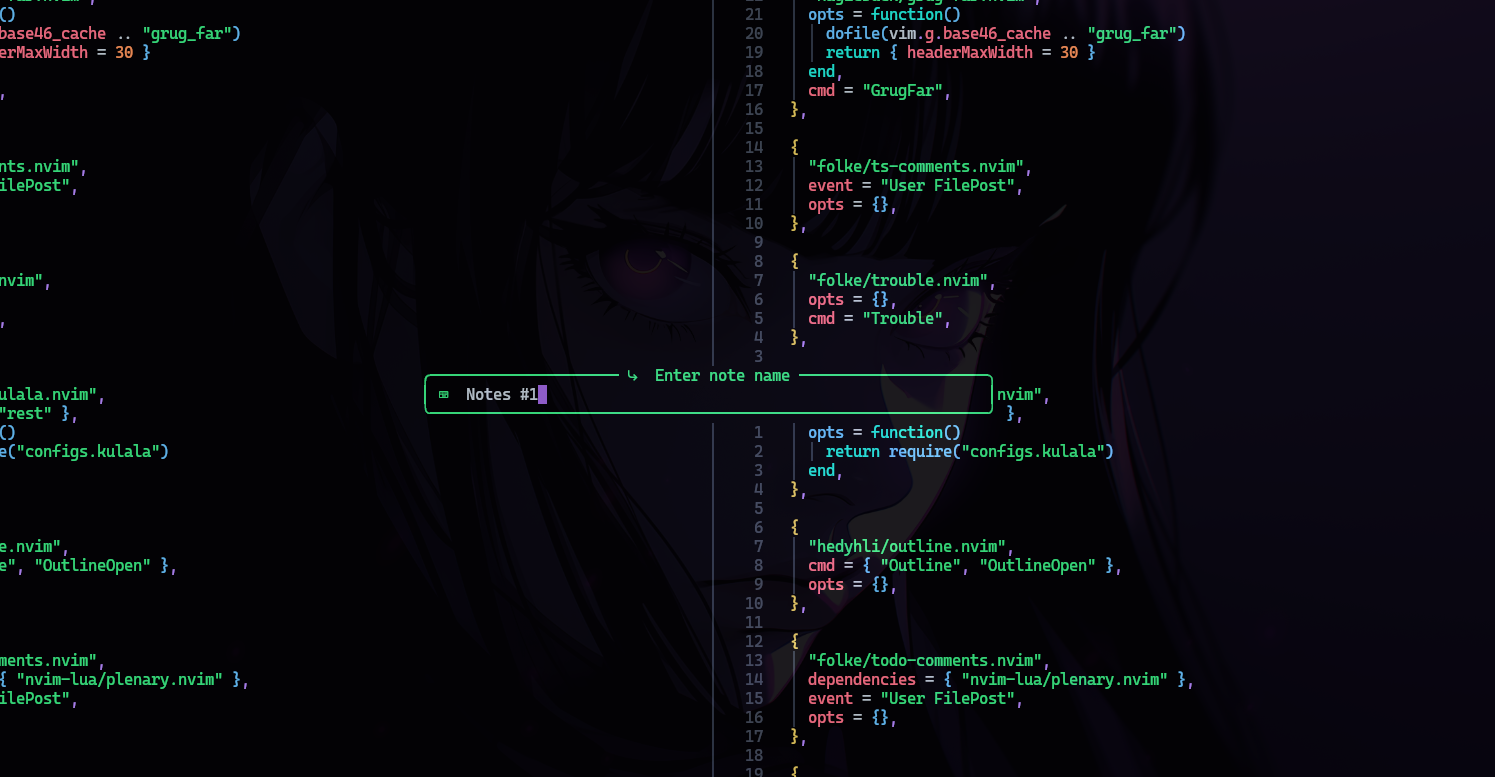 ()
base46_cache .. "grug_far")
erMaxWidth = 30 }
,
nts.nvim",
ilePost",
nvim",
,
ulala.nvim",
"rest" },
()
e("configs.kulala")
e.nvim",
e", "OutlineOpen" },
ments.nvim",
{ "nvim-lua/plenary.nvim" },
ilePost",
21 opts = function()
20 dofile(vim.g.base46_cache .. "grug_far")
19 return { headerMaxWidth = 30 }
18 end,
17 cmd = "GrugFar",
16 },
15
14 {
13 "folke/ts-comments.nvim",
12 event = "User FilePost",
11 opts = {},
10 },
9
8 {
7 "folke/trouble.nvim",
6 opts = {},
5 cmd = "Trouble",
4 },
3
Enter note name
Notes #1
nvim",
},
1 opts = function()
2 return require("configs.kulala")
3 end,
4 },
5
6 {
7 "hedyhli/outline.nvim",
8 cmd = { "Outline", "OutlineOpen" },
9 opts = {},
10 },
11
12 {
13 "folke/todo-comments.nvim",
14 dependencies = { "nvim-lua/plenary.nvim" },
15 event = "User FilePost",
16 opts = {},
17 },
18
19 {